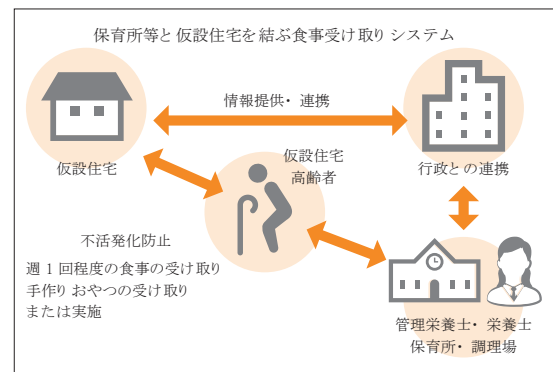 保育所等と仮設住宅を結ぶ食事受け取りシステム
情報提供・連携
仮設住宅
行政との連携
仮設住宅
高齢者
不活発化防止
週1回程度の食事の受け取り
手作りおやつの受け取り
または実施
管理栄養士・栄養士
保育所・調理場